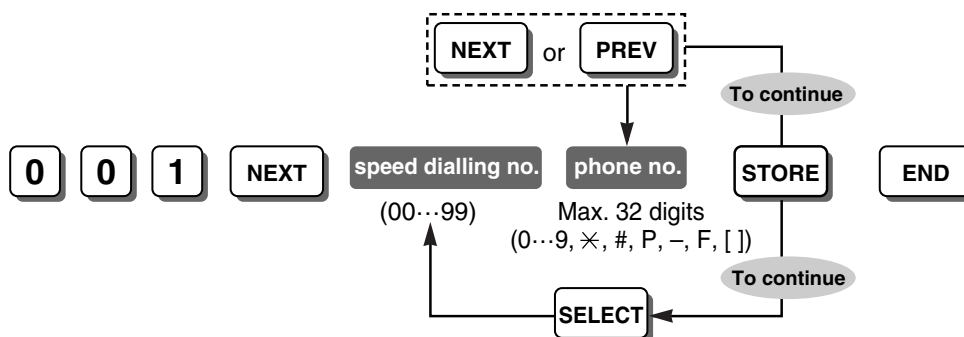 NEXT or PREV
To continue
0 0 1 NEXT speed dialling no. phone no. STORE END
(00···99) Max. 32 digits
(0···9, ✳, #, P, –, F, [ ])
To continue
SELECT